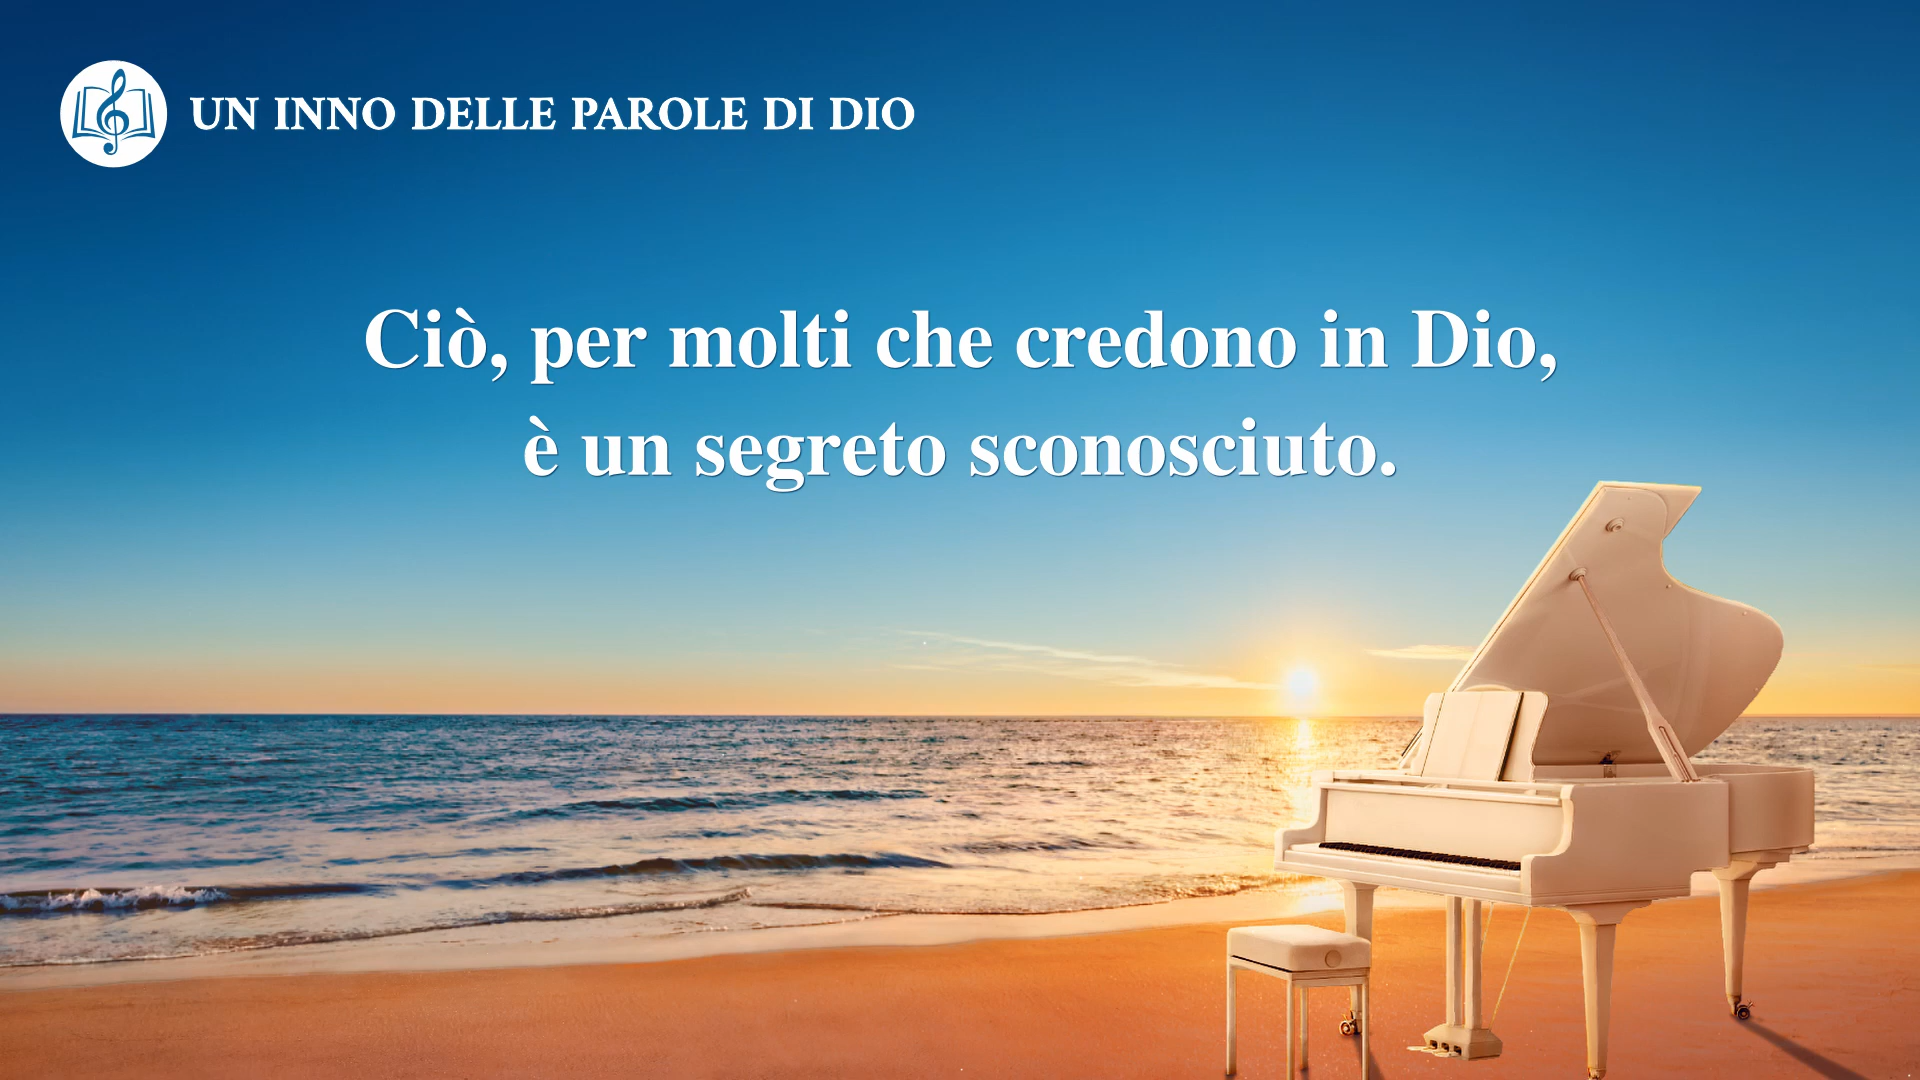 UN INNO DELLE PAROLE DI DIO
Ciò, per molti che credono in Dio,
è un segreto sconosciuto.